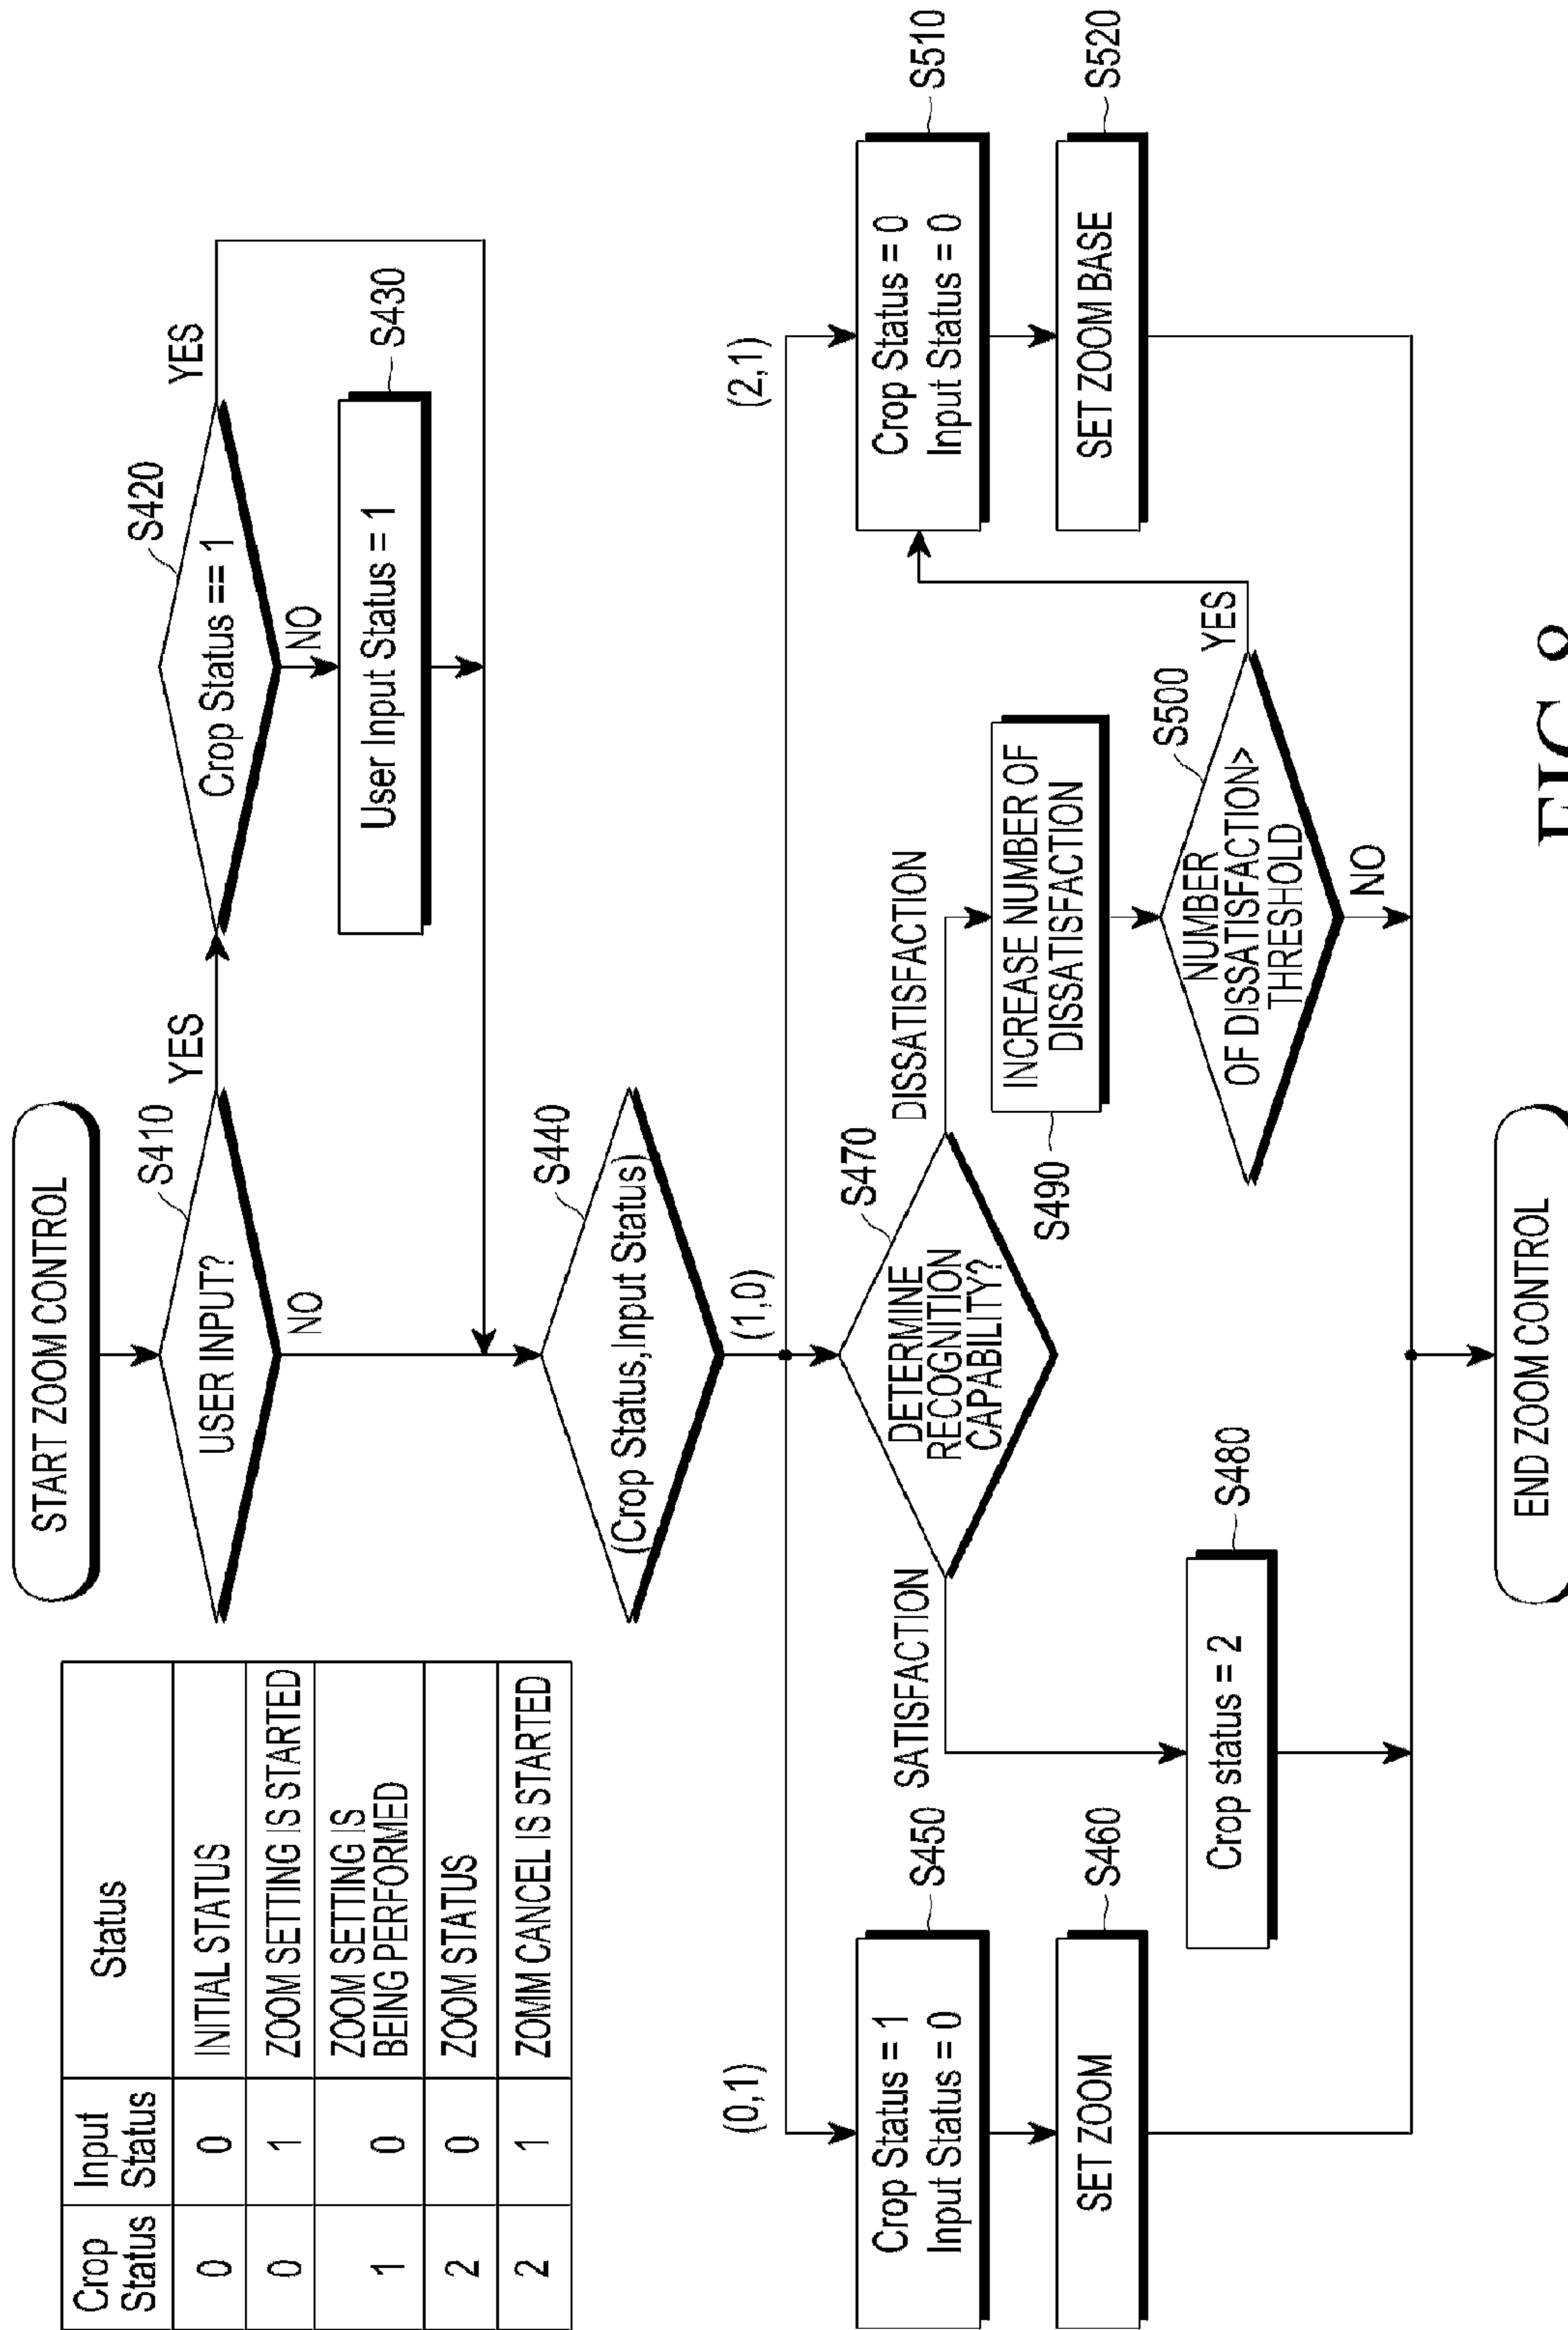 Crop Status
Input Status
Status
0
0
INITIAL STATUS
0
1
ZOOM SETTING IS STARTED
1
0
ZOOM SETTING IS
BEING PERFORMED
2
0
ZOOM STATUS
2
1
ZOMM CANCEL IS STARTED
START ZOOM CONTROL
S410
USER INPUT?
YES
NO
S420
Crop Status == 1
YES
NO
S430
User Input Status = 1
S440
(Crop Status,Input Status)
(0,1)
(1,0)
(2,1)
S450
Crop Status = 1
Input Status = 0
S460
SET ZOOM
S470
DETERMINE
RECOGNITION
CAPABILITY?
SATISFACTION
DISSATISFACTION
S480
Crop status = 2
S490
INCREASE NUMBER OF
DISSATISFACTION
S500
NUMBER
OF DISSATISFACTION>
THRESHOLD
YES
NO
S510
Crop Status = 0
Input Status = 0
S520
SET ZOOM BASE
END ZOOM CONTROL
FIG.8